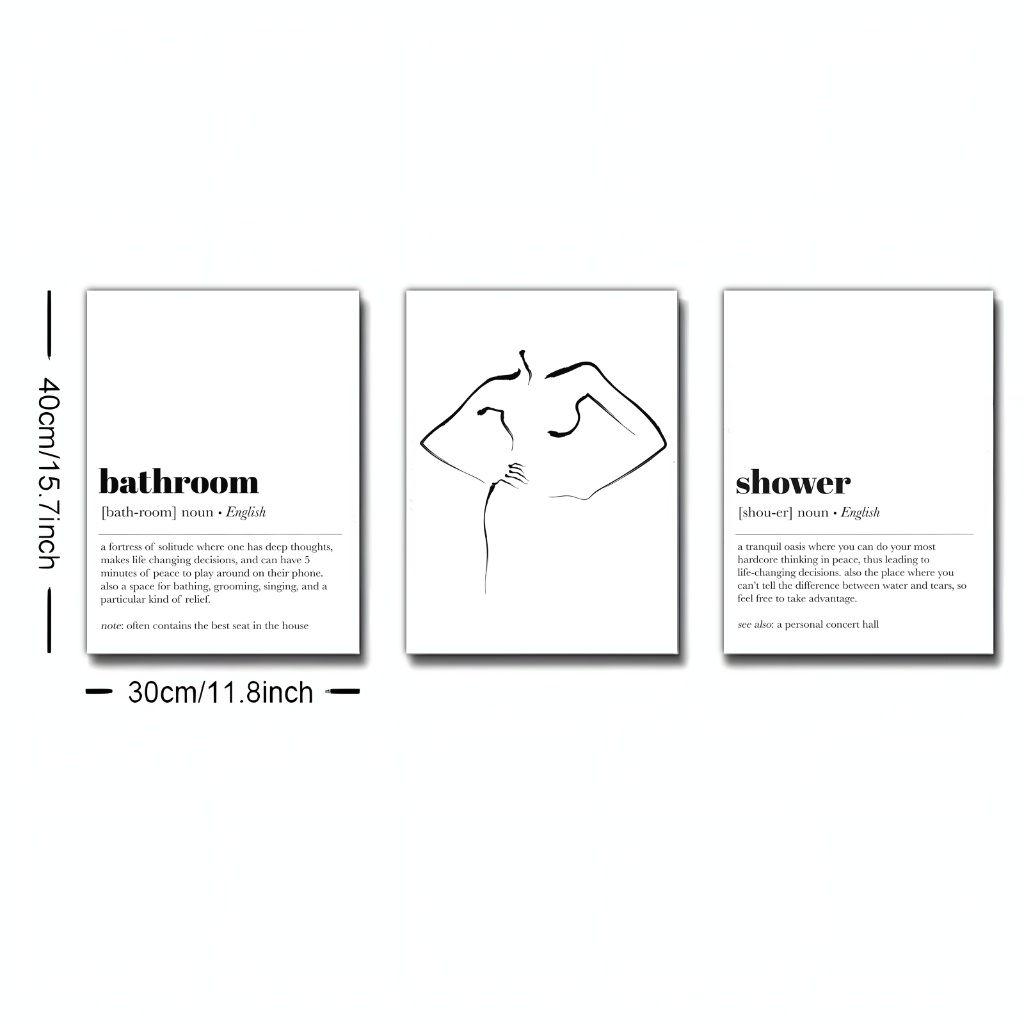 40cm/15.7inch
bathroom
[bath-room] noun • English
a fortress of solitude where one has deep thoughts,
makes life changing decisions, and can have 5
minutes of peace to play around on their phone.
also a space for bathing, grooming, singing, and a
particular kind of relief.
note: often contains the best seat in the house
30cm/11.8inch
shower
[shou-er] noun • English
a tranquil oasis where you can do your most
hardcore thinking in peace, thus leading to
life-changing decisions. also the place where you
can't tell the difference between water and tears, so
feel free to take advantage.
see also: a personal concert hall